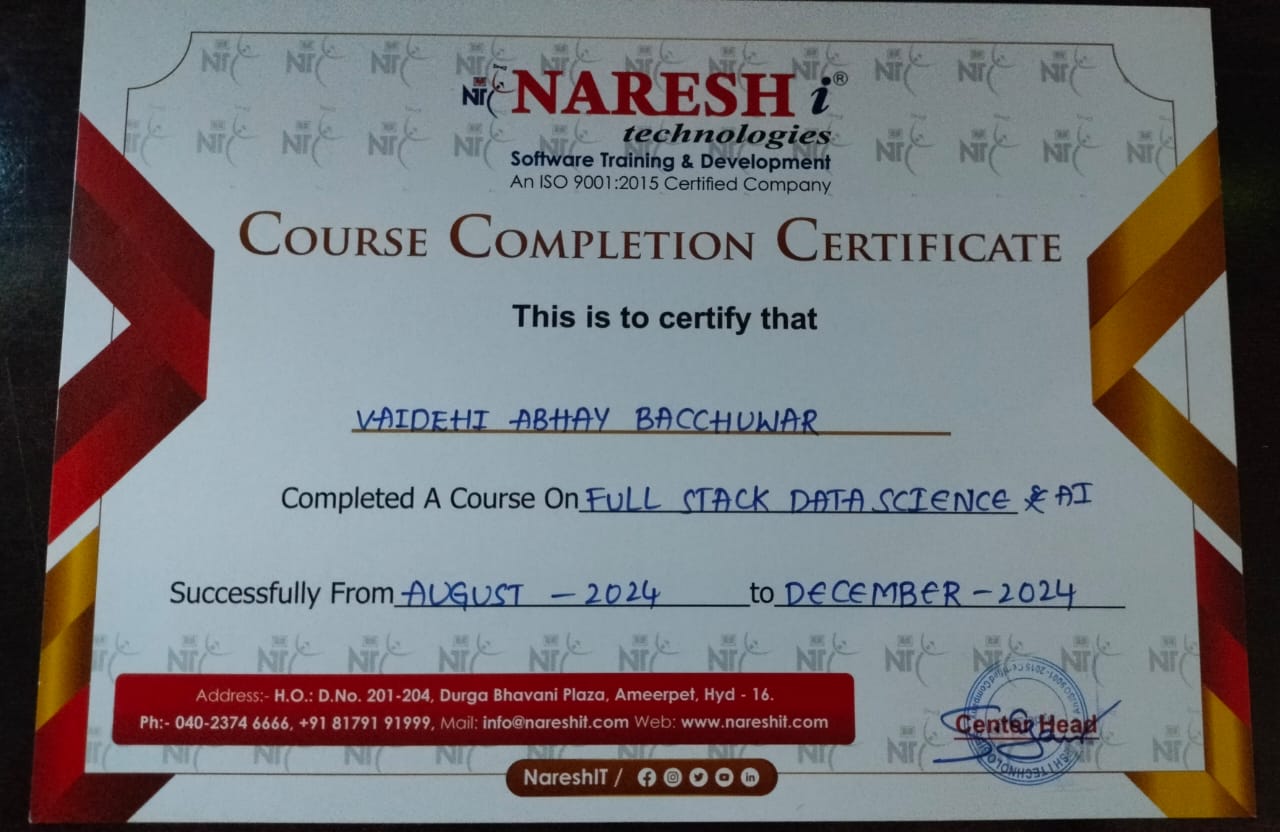 NARESH i®
technologies
Software Training & Development
An ISO 9001:2015 Certified Company
COURSE COMPLETION CERTIFICATE
This is to certify that
VAIDEHI ABHAY BACCHUWAR
Completed A Course On FULL STACK DATA SCIENCE & AI
Successfully From AUGUST - 2024 to DECEMBER - 2024
Address:- H.O.: D.No. 201-204, Durga Bhavani Plaza, Ameerpet, Hyd - 16.
Ph:- 040-2374 6666, +91 81791 91999, Mail: info@nareshit.com Web: www.nareshit.com
Center Head
NareshIT /